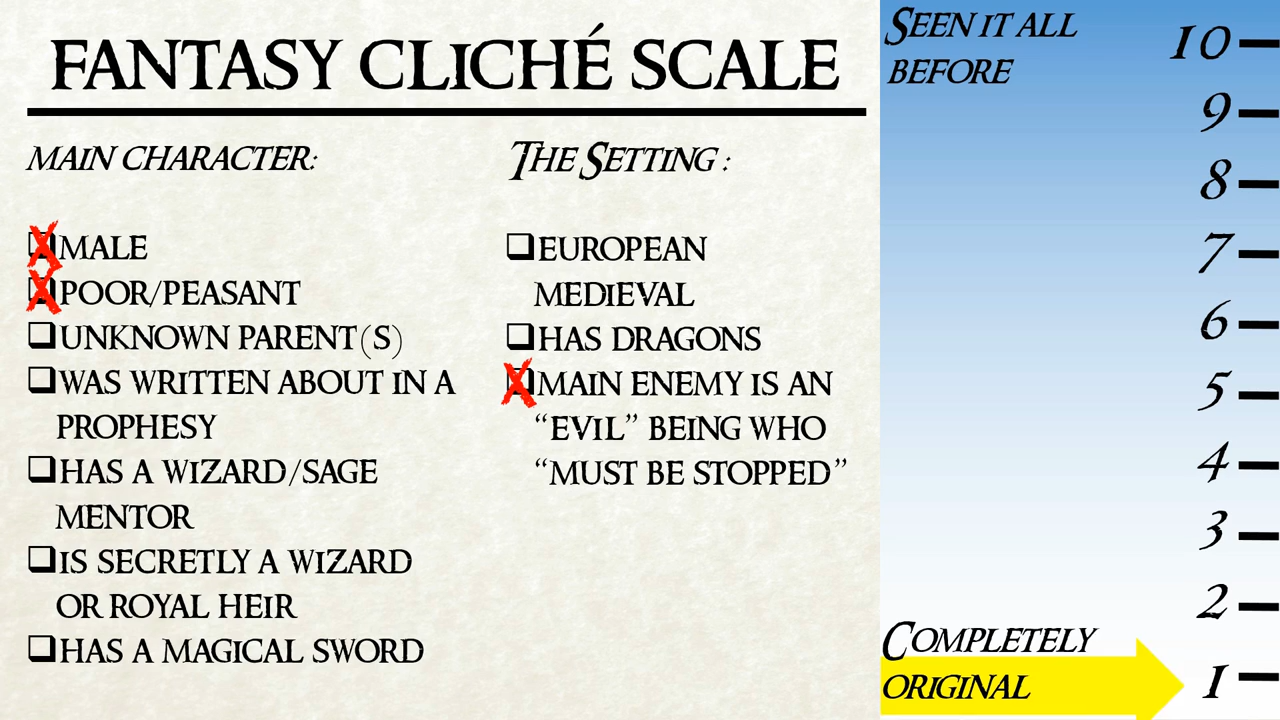 FANTASY CLICHÉ SCALE
MAIN CHARACTER:
MALE
POOR/PEASANT
UNKNOWN PARENT(S)
WAS WRITTEN ABOUT IN A
PROPHESY
HAS A WIZARD/SAGE
MENTOR
IS SECRETLY A WIZARD
OR ROYAL HEIR
HAS A MAGICAL SWORD
THE SETTING :
EUROPEAN
MEDIEVAL
HAS DRAGONS
MAIN ENEMY IS AN
“EVIL” BEING WHO
“MUST BE STOPPED”
SEEN IT ALL
BEFORE
10
9
8
7
6
5
4
3
2
COMPLETELY
ORIGINAL
1